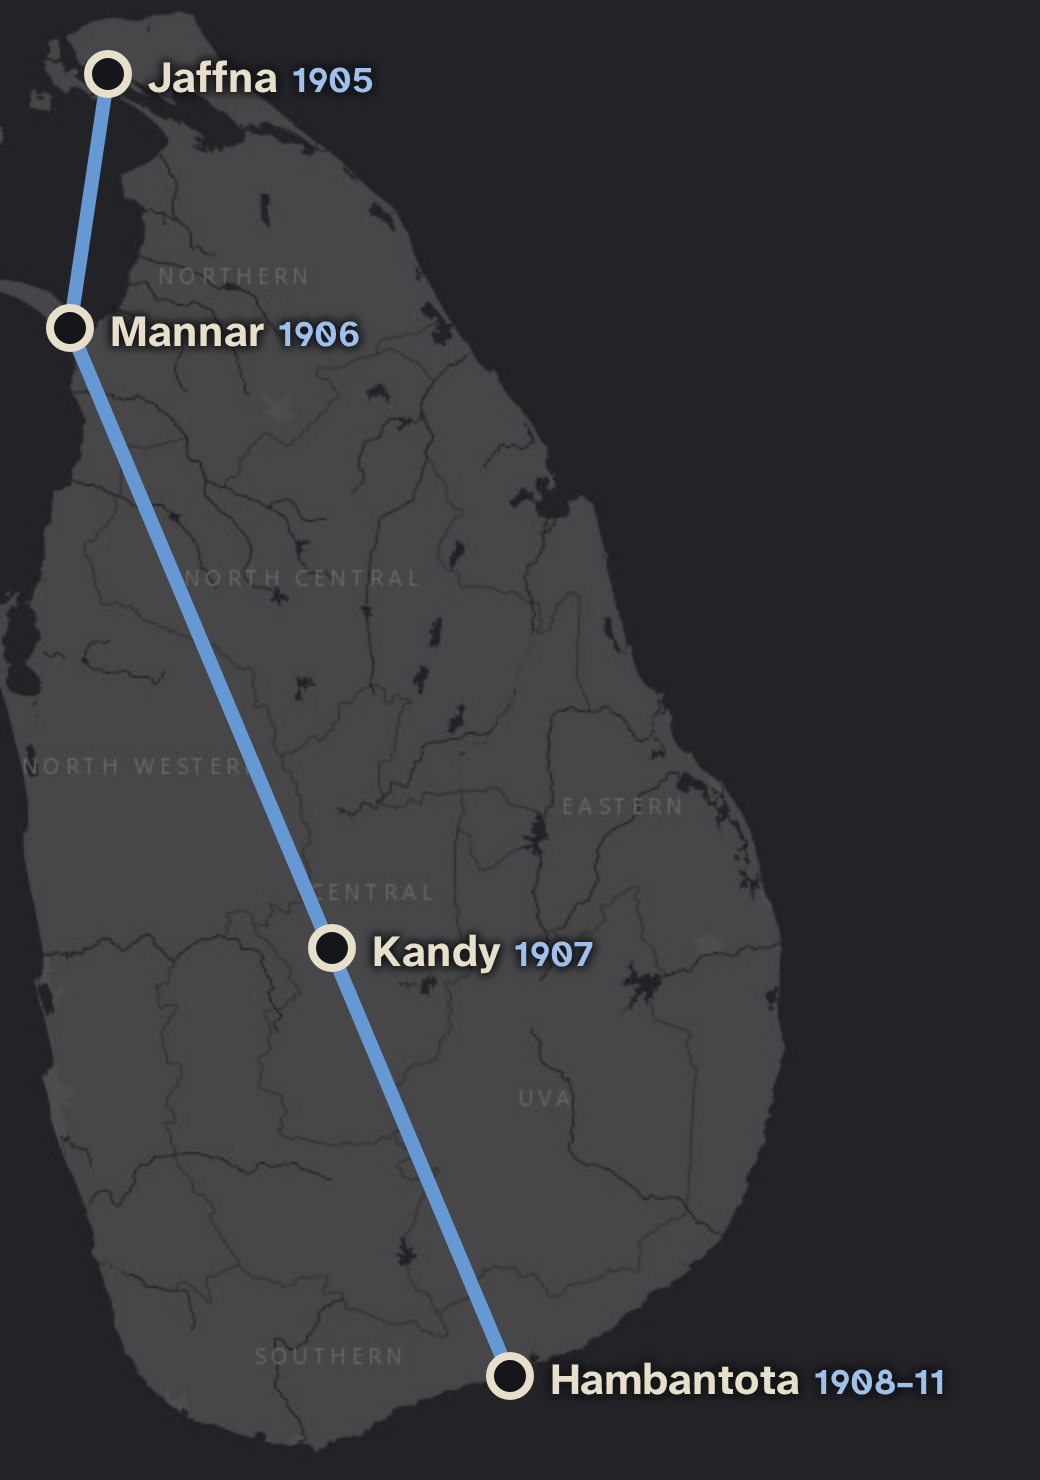 Jaffna 1905
NORTHERN
Mannar 1906
NORTH CENTRAL
NORTH WESTERN
EASTERN
CENTRAL
Kandy 1907
UVA
SOUTHERN
Hambantota 1908–11